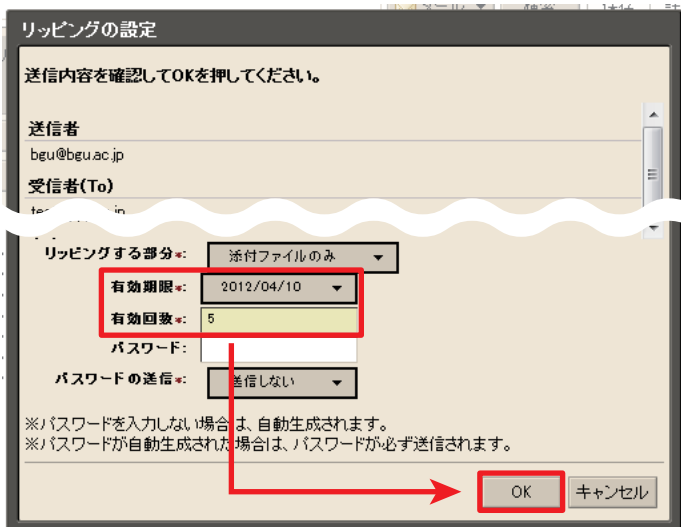 リッピングの設定
送信内容を確認してOKを押してください。
送信者
bgu@bgu.ac.jp
受信者(To)
リッピングする部分*: 添付ファイルのみ
有効期限*: 2012/04/10
有効回数*: 5
パスワード:
パスワードの送信*: 送信しない
※パスワードを入力しない場合は、自動生成されます。
※パスワードが自動生成された場合は、パスワードが必ず送信されます。
OK キャンセル